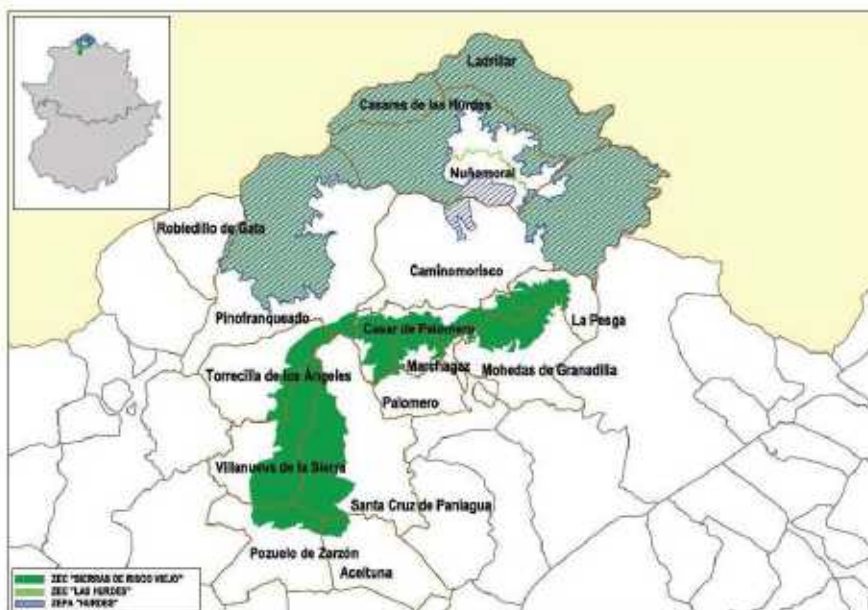 Ladrillar
Casares de las Hurdes
Nuñomoral
Robledillo de Gata
Caminomorisco
Pinofranqueado
La Pesga
Casar de Palomero
Marchagaz
Mohedas de Granadilla
Torrecilla de los Ángeles
Palomero
Villanueva de la Sierra
Santa Cruz de Paniagua
Pozuelo de Zarzón
Aceituna
ZEC "SIERRAS DE RISCO VIEJO"
ZEC "LAS HURDES"
ZEPA "HURDES"